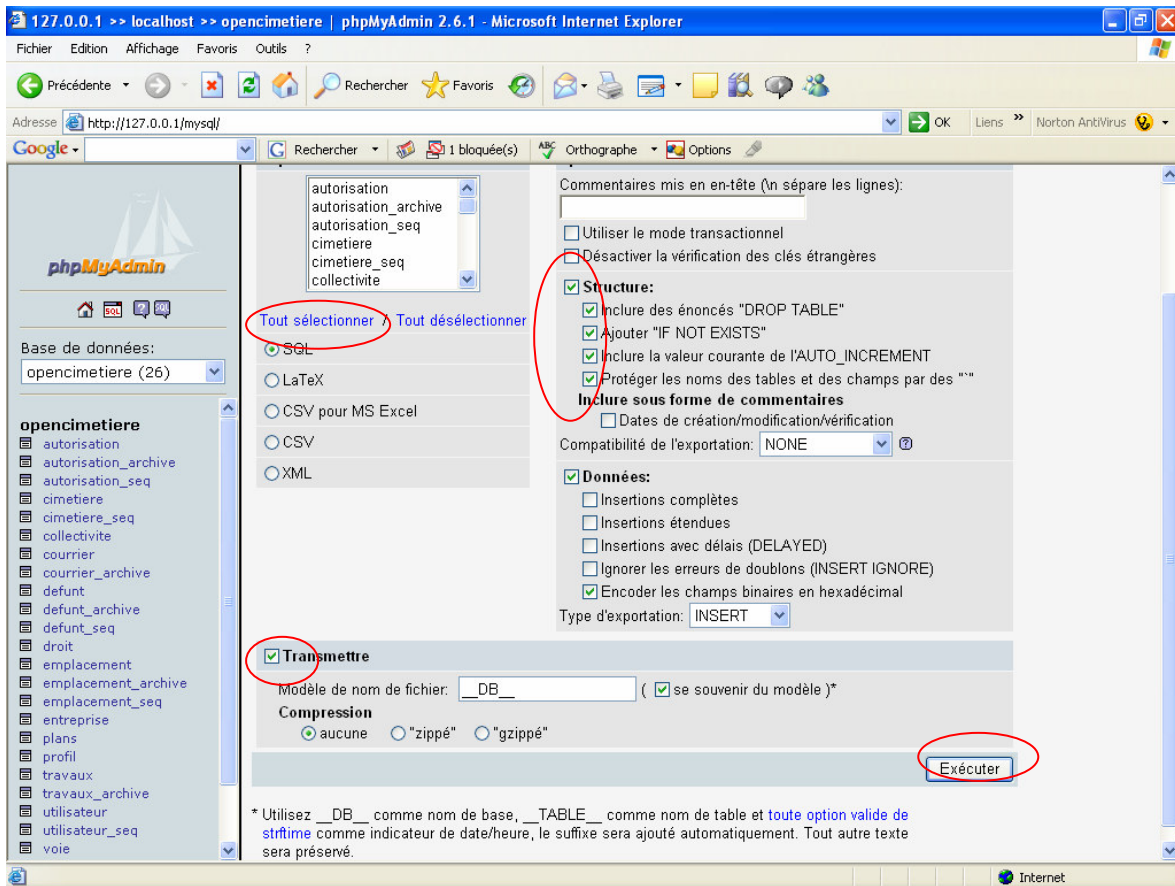 127.0.0.1 >> localhost >> opencimetiere | phpMyAdmin 2.6.1 - Microsoft Internet Explorer
Fichier Edition Affichage Favoris Outils ?
Précédente Rechercher Favoris
Adresse http://127.0.0.1/mysql/ OK Liens » Norton AntiVirus
Google Rechercher 1 bloquée(s) ABC Orthographe Options
phpMyAdmin
SQL SQL
Base de données:
opencimetiere (26)
opencimetiere
autorisation
autorisation_archive
autorisation_seq
cimetiere
cimetiere_seq
collectivite
courrier
courrier_archive
defunt
defunt_archive
defunt_seq
droit
emplacement
emplacement_archive
emplacement_seq
entreprise
plans
profil
travaux
travaux_archive
utilisateur
utilisateur_seq
voie
autorisation
autorisation_archive
autorisation_seq
cimetiere
cimetiere_seq
collectivite
Tout sélectionner / Tout désélectionner
SQL
LaTeX
CSV pour MS Excel
CSV
XML
Commentaires mis en en-tête (\n sépare les lignes):
Utiliser le mode transactionnel
Désactiver la vérification des clés étrangères
Structure:
Inclure des énoncés "DROP TABLE"
Ajouter "IF NOT EXISTS"
Inclure la valeur courante de l'AUTO_INCREMENT
Protéger les noms des tables et des champs par des "`"
Inclure sous forme de commentaires
Dates de création/modification/vérification
Compatibilité de l'exportation: NONE
Données:
Insertions complètes
Insertions étendues
Insertions avec délais (DELAYED)
Ignorer les erreurs de doublons (INSERT IGNORE)
Encoder les champs binaires en hexadécimal
Type d'exportation: INSERT
Transmettre
Modèle de nom de fichier: __DB__ ( se souvenir du modèle )*
Compression
aucune "zippé" "gzippé"
Exécuter
* Utilisez __DB__ comme nom de base, __TABLE__ comme nom de table et toute option valide de
strftime comme indicateur de date/heure, le suffixe sera ajouté automatiquement. Tout autre texte
sera préservé.
Internet